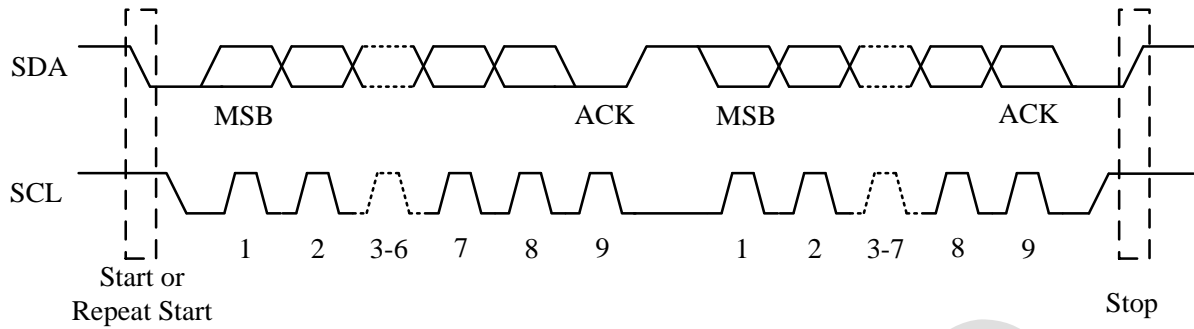 SDA
MSB ACK MSB ACK
SCL
1 2 3-6 7 8 9 1 2 3-7 8 9
Start or
Repeat Start
Stop